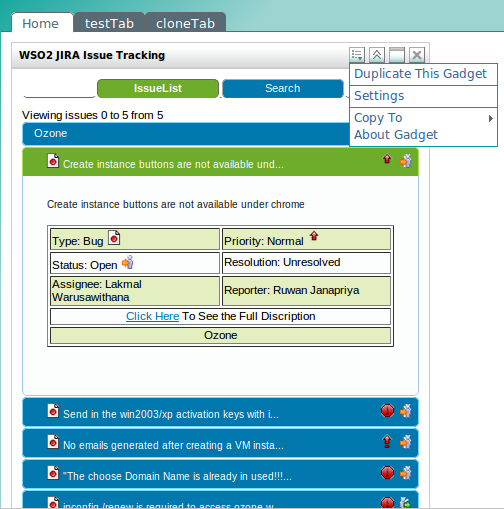 Home testTab cloneTab
WSO2 JIRA Issue Tracking
Duplicate This Gadget
Settings
Copy To
About Gadget
IssueList Search
Viewing issues 0 to 5 from 5
Ozone
Create instance buttons are not available und...
Create instance buttons are not available under chrome
Type: Bug Priority: Normal
Status: Open Resolution: Unresolved
Assignee: Lakmal Warusawithana Reporter: Ruwan Janapriya
Click Here To See the Full Discription
Ozone
Send in the win2003/xp activation keys with i...
No emails generated after creating a VM insta...
"The choose Domain Name is already in used!!!...
ipconfig /renew is required to access ozone w...